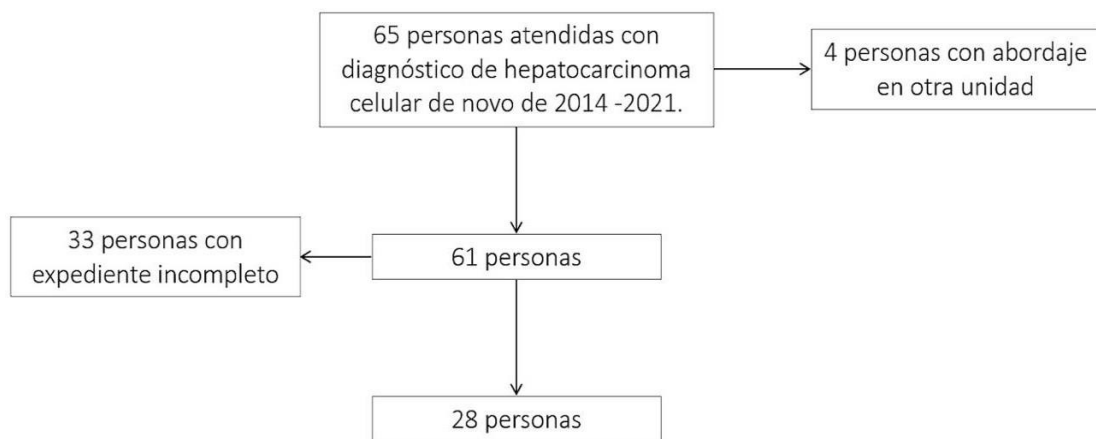 65 personas atendidas con
diagnóstico de hepatocarcinoma
celular de novo de 2014 -2021.
4 personas con abordaje
en otra unidad
33 personas con
expediente incompleto
61 personas
28 personas